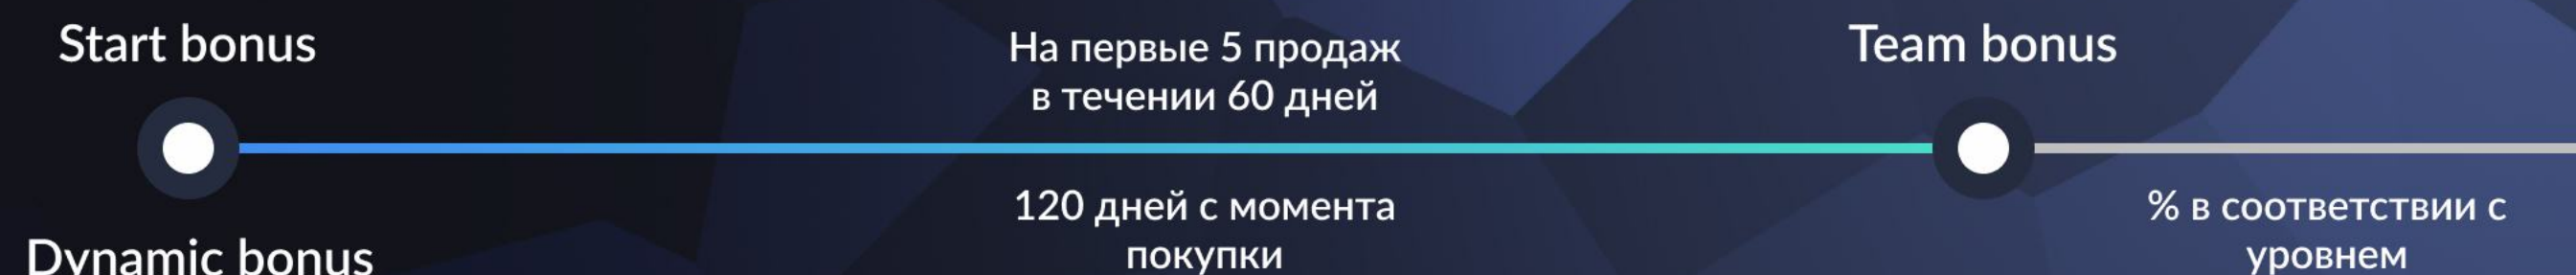 Start bonus
На первые 5 продаж
в течении 60 дней
Team bonus
120 дней с момента
покупки
% в соответствии с
уровнем
Dynamic bonus